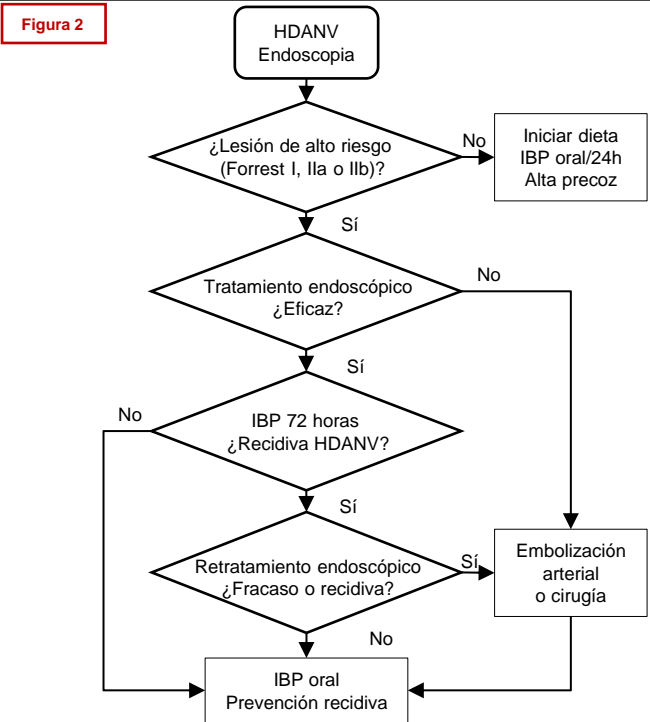 Figura 2
HDANV
Endoscopia
¿Lesión de alto riesgo
(Forrest I, IIa o IIb)?
No
Iniciar dieta
IBP oral/24h
Alta precoz
Sí
Tratamiento endoscópico
¿Eficaz?
No
Sí
No
IBP 72 horas
¿Recidiva HDANV?
Sí
Retratamiento endoscópico
¿Fracaso o recidiva?
Sí
Embolización
arterial
o cirugía
No
IBP oral
Prevención recidiva